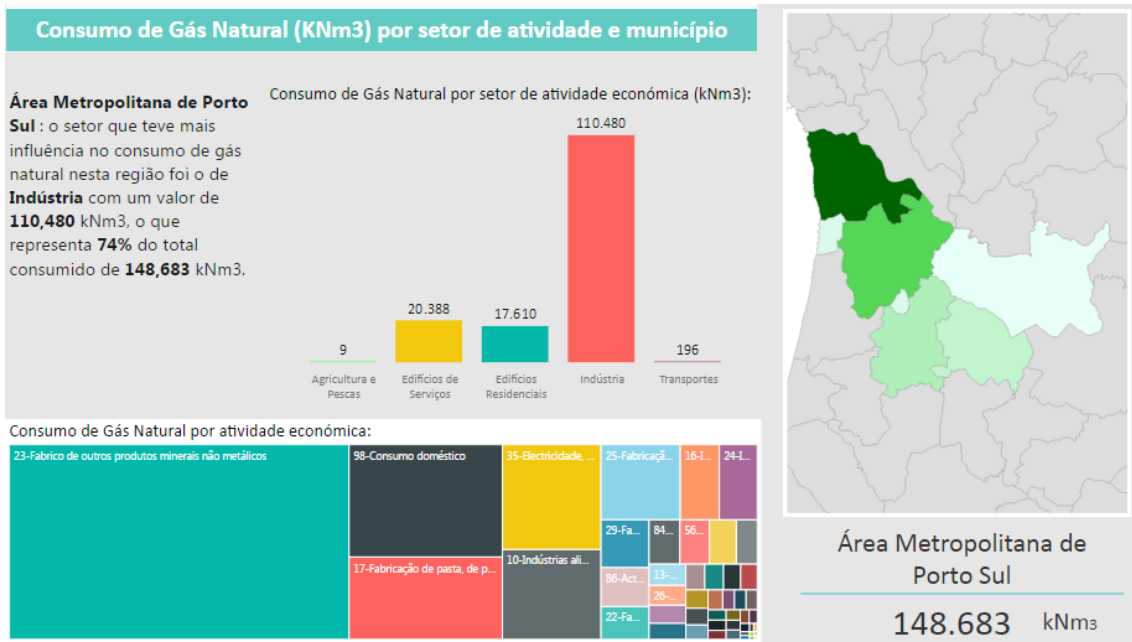 Consumo de Gás Natural (KNm3) por setor de atividade e município
Área Metropolitana de Porto
Sul : o setor que teve mais
influência no consumo de gás
natural nesta região foi o de
Indústria com um valor de
110,480 kNm3, o que
representa 74% do total
consumido de 148,683 kNm3.
Consumo de Gás Natural por setor de atividade económica (kNm3):
9
20.388
17.610
110.480
196
Agricultura e
Pescas
Edifícios de
Serviços
Edifícios
Residenciais
Indústria
Transportes
Consumo de Gás Natural por atividade económica:
23-Fabrico de outros produtos minerais não metálicos
98-Consumo doméstico
17-Fabricação de pasta, de p...
35-Electricidade, ...
10-Indústrias ali...
25-Fabricaçã...
16-I...
24-I...
29-Fa...
84...
56...
86-Act...
13-...
26-...
22-Fa...
Área Metropolitana de
Porto Sul
148.683 kNm3